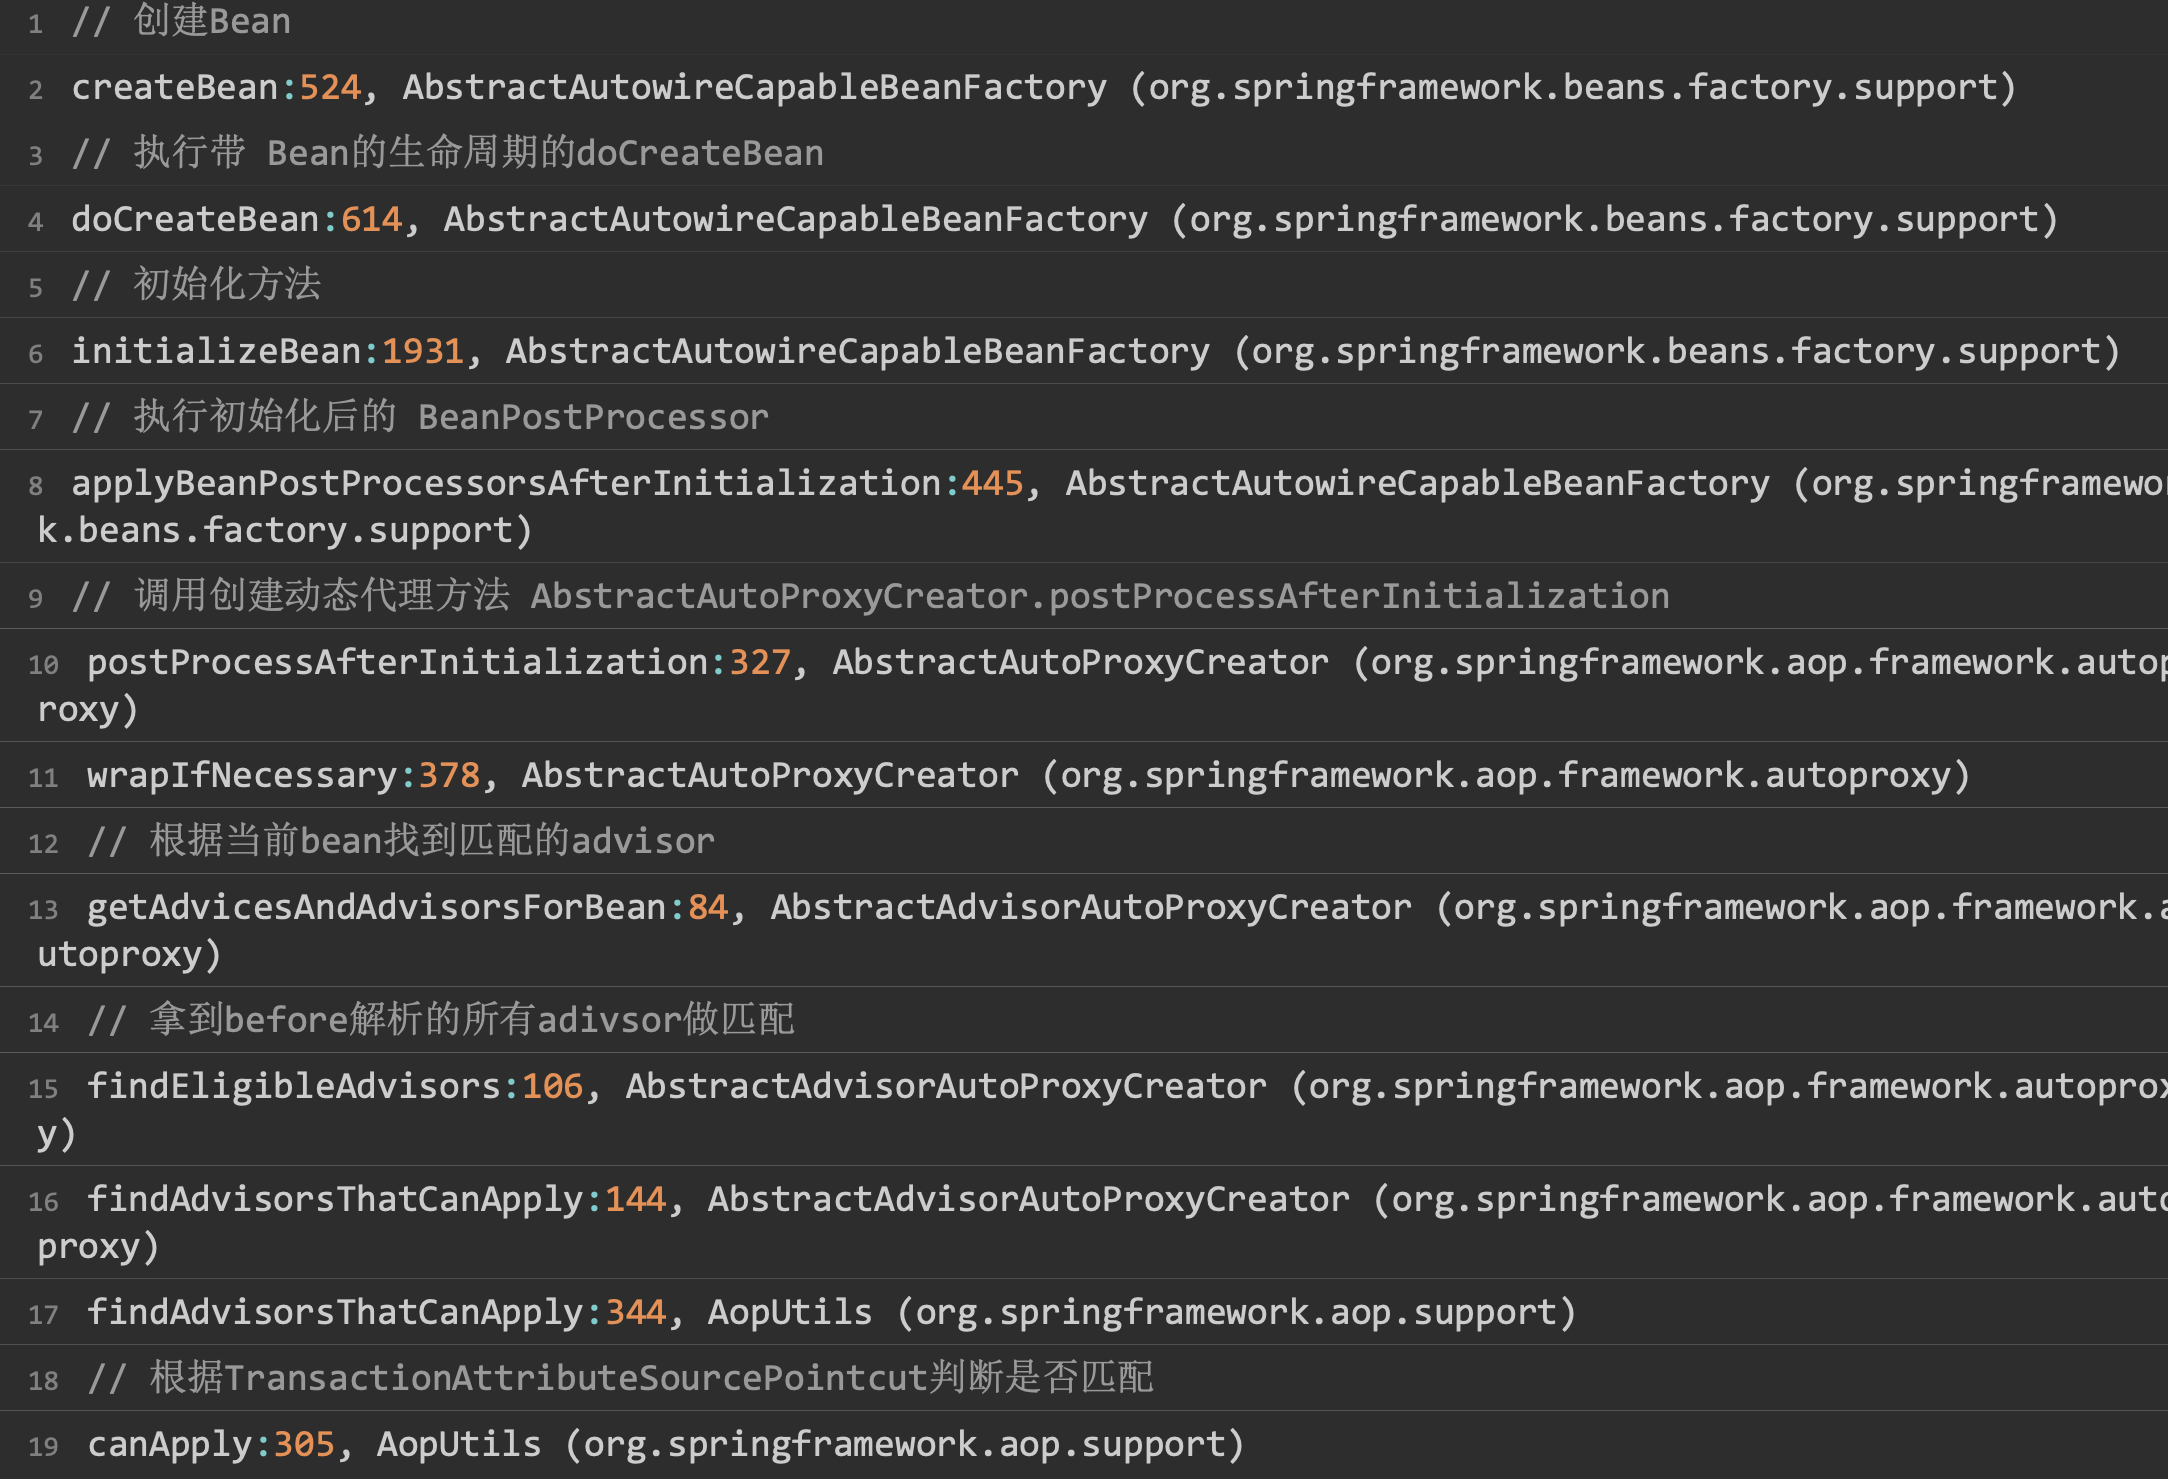 1 // 创建Bean
2 createBean:524, AbstractAutowireCapableBeanFactory (org.springframework.beans.factory.support)
3 // 执行带 Bean的生命周期的doCreateBean
4 doCreateBean:614, AbstractAutowireCapableBeanFactory (org.springframework.beans.factory.support)
5 // 初始化方法
6 initializeBean:1931, AbstractAutowireCapableBeanFactory (org.springframework.beans.factory.support)
7 // 执行初始化后的 BeanPostProcessor
8 applyBeanPostProcessorsAfterInitialization:445, AbstractAutowireCapableBeanFactory (org.springframewor
k.beans.factory.support)
9 // 调用创建动态代理方法 AbstractAutoProxyCreator.postProcessAfterInitialization
10 postProcessAfterInitialization:327, AbstractAutoProxyCreator (org.springframework.aop.framework.autop
roxy)
11 wrapIfNecessary:378, AbstractAutoProxyCreator (org.springframework.aop.framework.autoproxy)
12 // 根据当前bean找到匹配的advisor
13 getAdvicesAndAdvisorsForBean:84, AbstractAdvisorAutoProxyCreator (org.springframework.aop.framework.a
utoproxy)
14 // 拿到before解析的所有adivsor做匹配
15 findEligibleAdvisors:106, AbstractAdvisorAutoProxyCreator (org.springframework.aop.framework.autoprox
y)
16 findAdvisorsThatCanApply:144, AbstractAdvisorAutoProxyCreator (org.springframework.aop.framework.auto
proxy)
17 findAdvisorsThatCanApply:344, AopUtils (org.springframework.aop.support)
18 // 根据TransactionAttributeSourcePointcut判断是否匹配
19 canApply:305, AopUtils (org.springframework.aop.support)